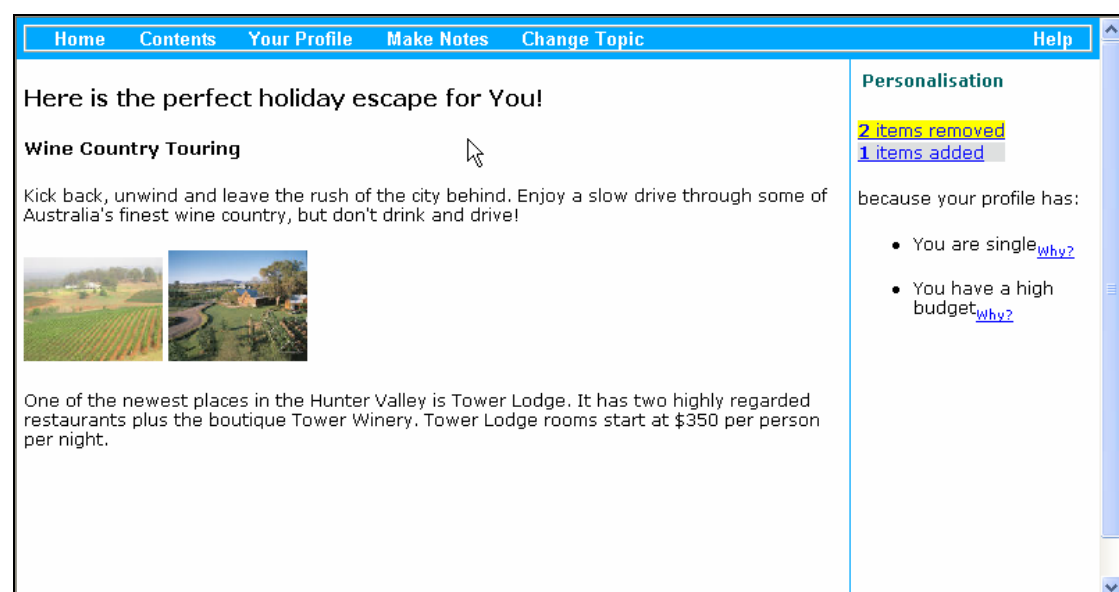 Home Contents Your Profile Make Notes Change Topic Help
Here is the perfect holiday escape for You!
Wine Country Touring
Kick back, unwind and leave the rush of the city behind. Enjoy a slow drive through some of
Australia's finest wine country, but don't drink and drive!
One of the newest places in the Hunter Valley is Tower Lodge. It has two highly regarded
restaurants plus the boutique Tower Winery. Tower Lodge rooms start at $350 per person
per night.
Personalisation
2 items removed
1 items added
because your profile has:
• You are single Why?
• You have a high
budget Why?